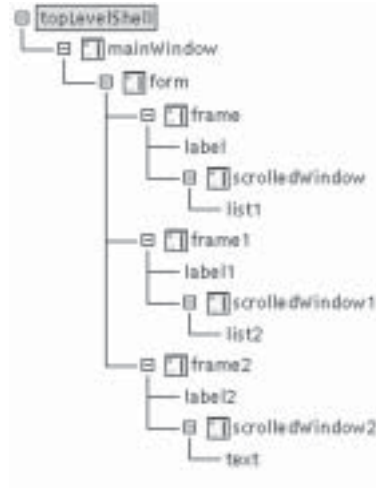 topLevelShell
mainWindow
form
frame
label
scrolledWindow
list1
frame1
label1
scrolledWindow1
list2
frame2
label2
scrolledWindow2
text